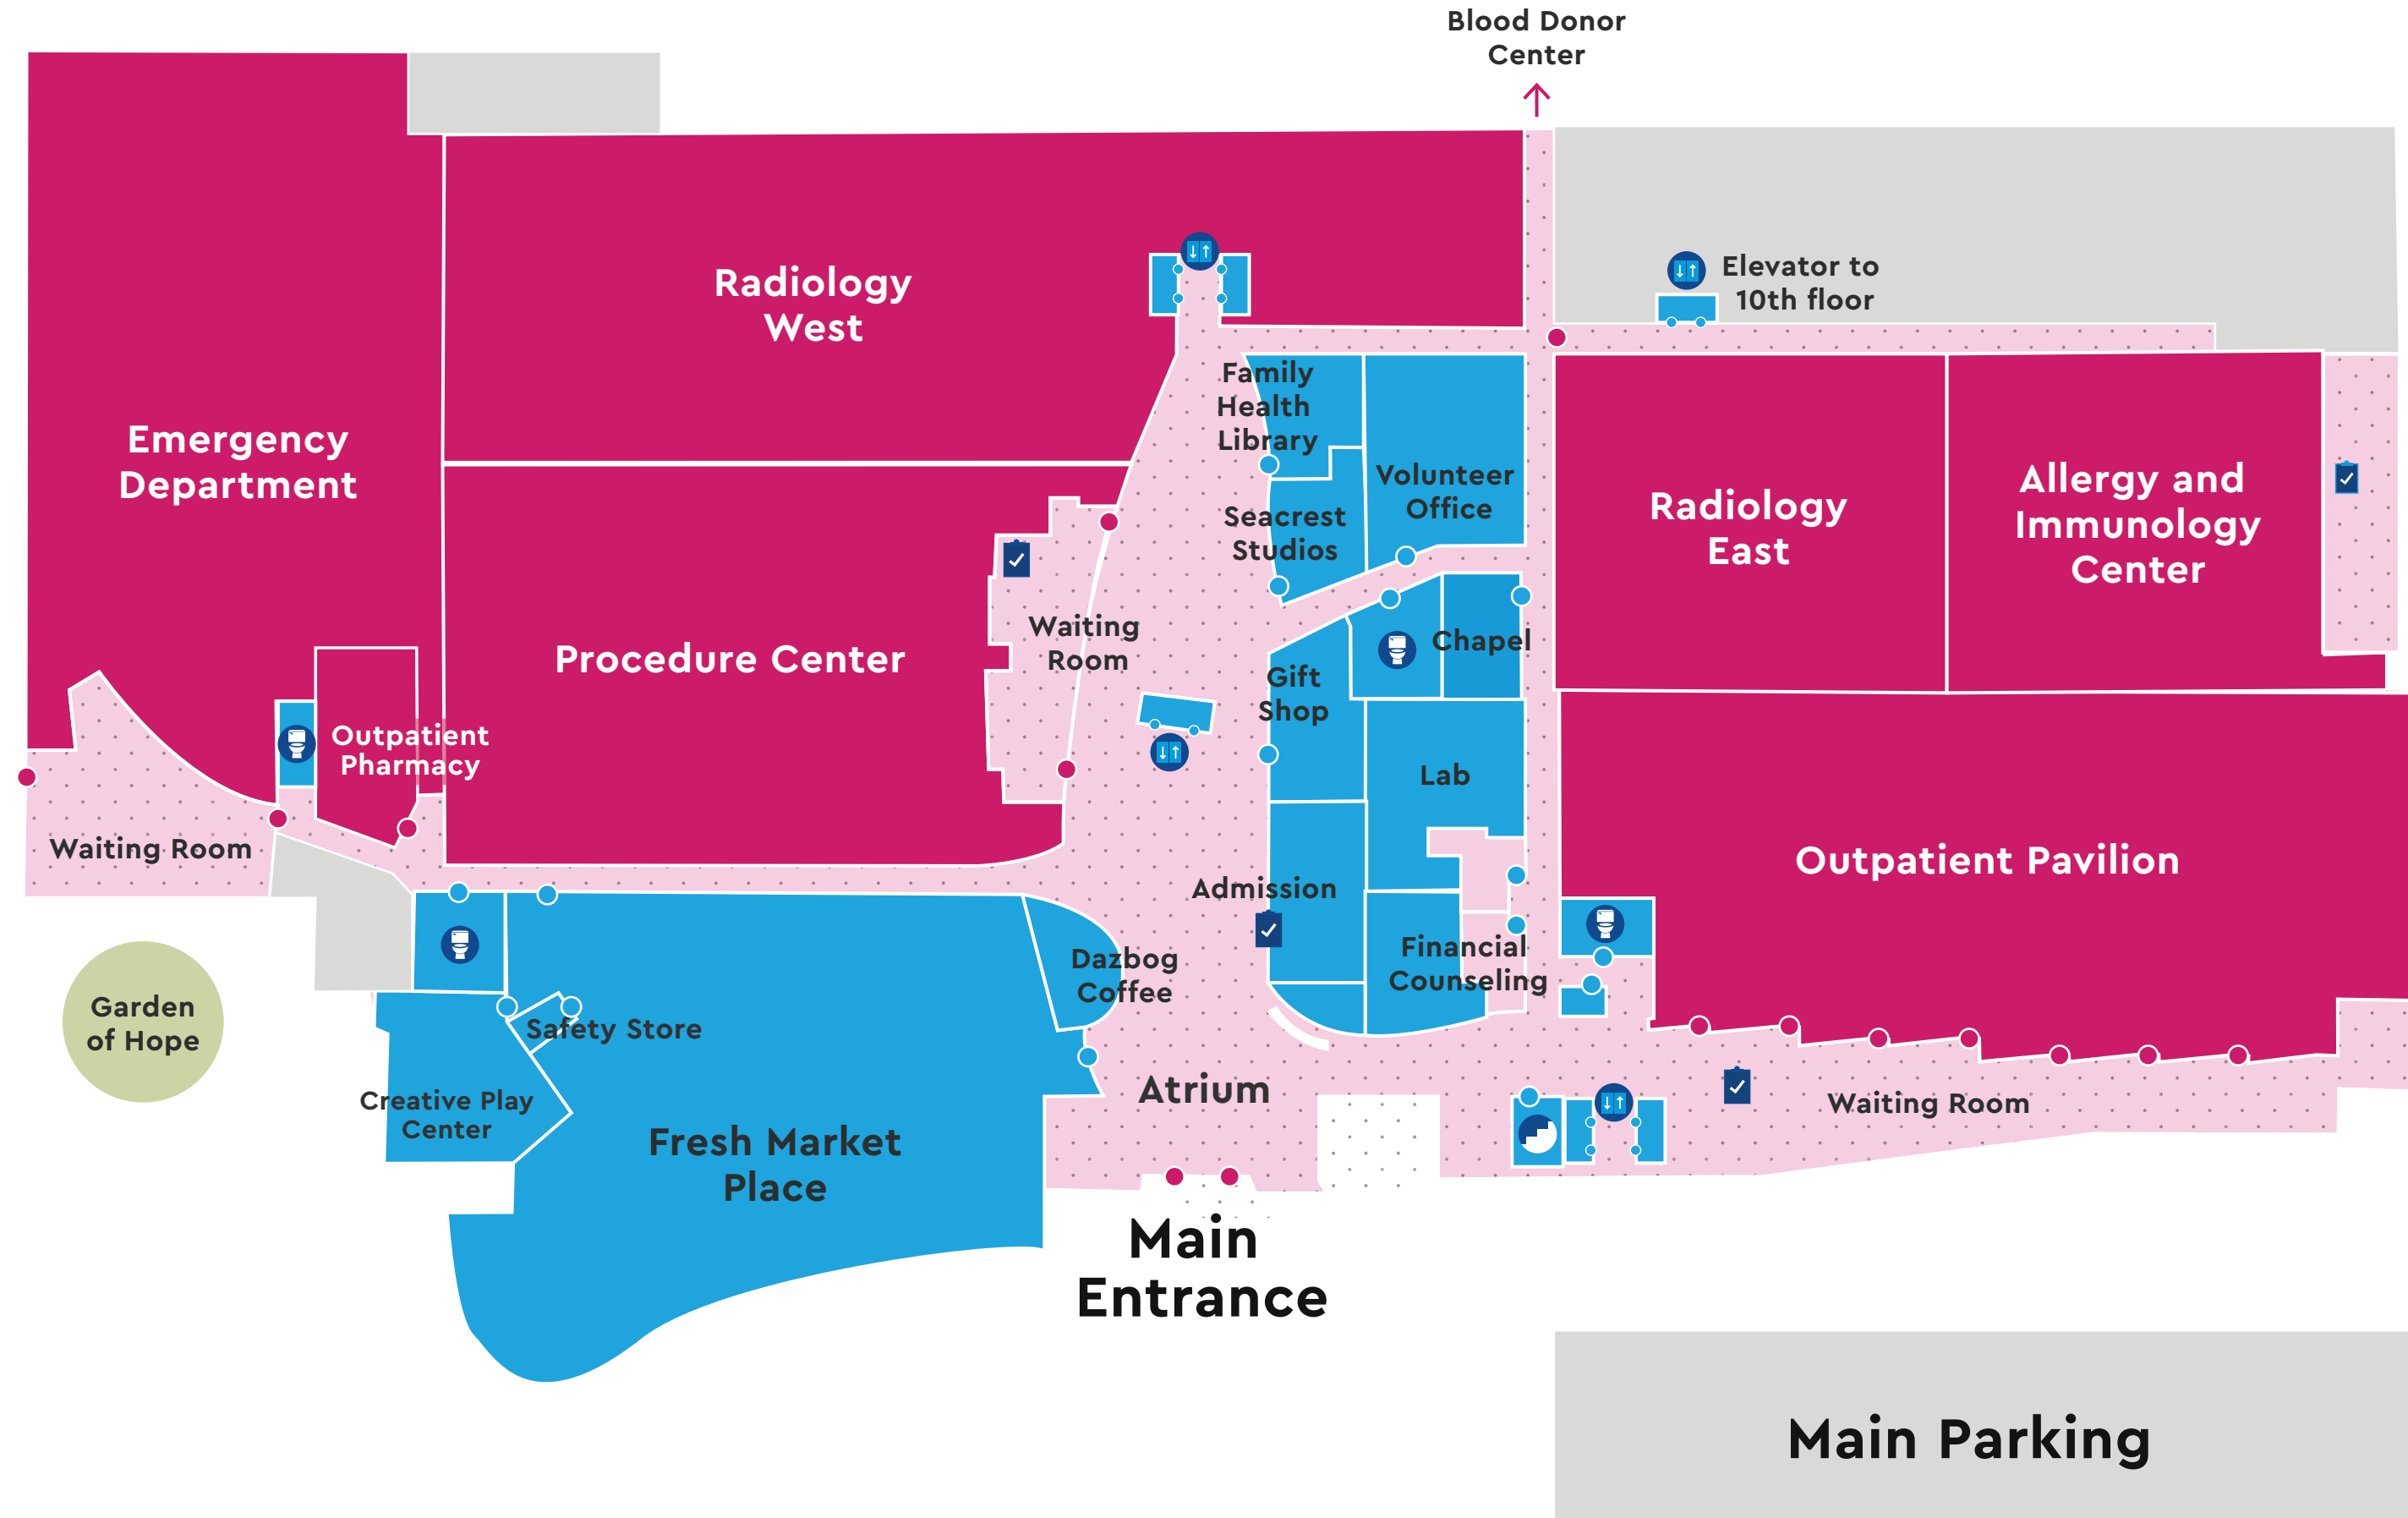 Blood Donor
Center
Elevator to
10th floor
Radiology
West
Family
Health
Library
Emergency
Department
Volunteer
Office
Seacrest
Studios
Radiology
East
Allergy and
Immunology
Center
Procedure Center
Waiting
Room
Chapel
Gift
Shop
Outpatient
Pharmacy
Lab
Waiting Room
Outpatient Pavilion
Admission
Dazbog
Coffee
Financial
Counseling
Garden
of Hope
Safety Store
Creative Play
Center
Atrium
Waiting Room
Fresh Market
Place
Main
Entrance
Main Parking